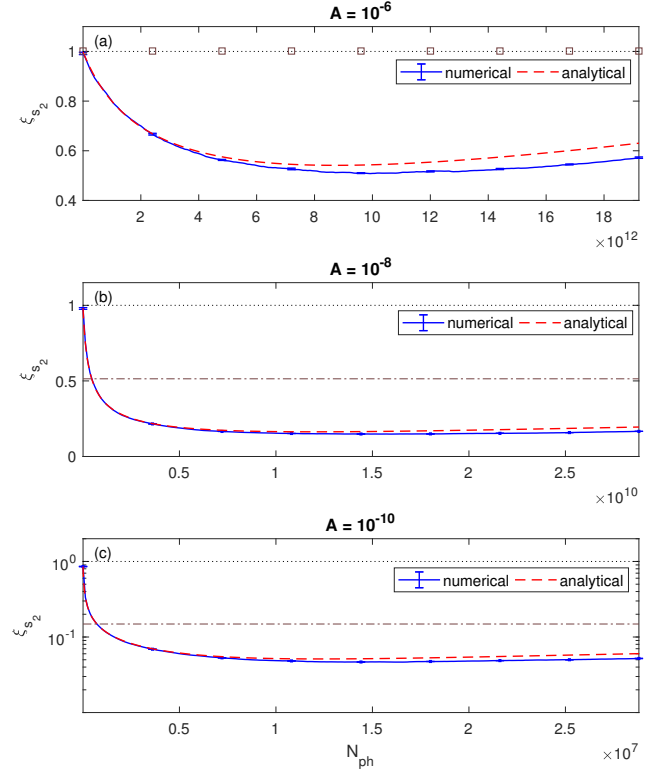 A = 10^-6
(a)
numerical analytical
1
0.8
0.6
0.4
ξ_s₂
2 4 6 8 10 12 14 16 18
×10^12
A = 10^-8
(b)
numerical analytical
1
0.5
0
ξ_s₂
0.5 1 1.5 2 2.5
×10^10
A = 10^-10
(c)
numerical analytical
10^0
10^-1
ξ_s₂
0.5 1 1.5 2 2.5
×10^7
N_ph